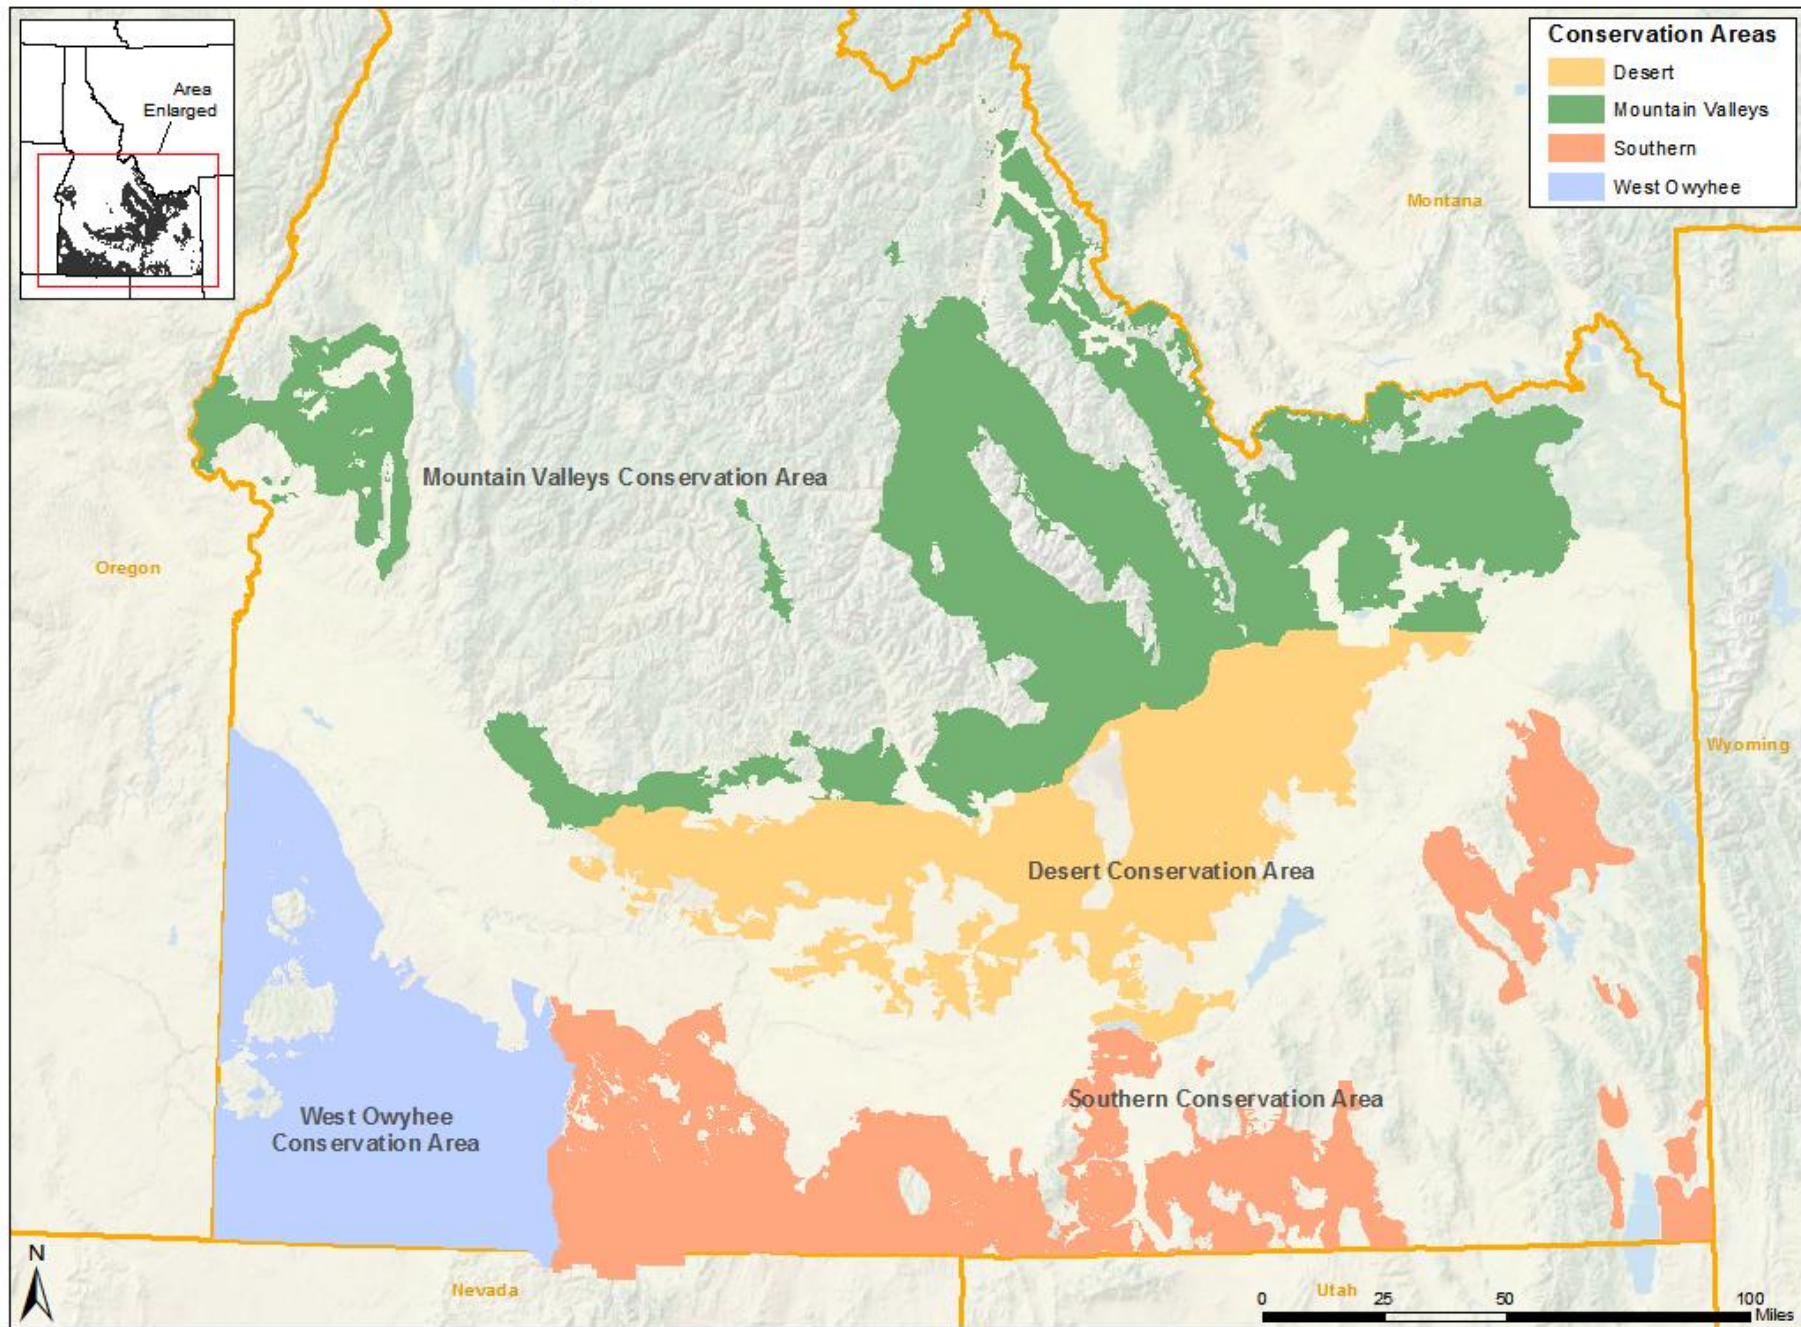 Area
Enlarged
Conservation Areas
Desert
Mountain Valleys
Southern
West Owyhee
Montana
Mountain Valleys Conservation Area
Oregon
Wyoming
Desert Conservation Area
Southern Conservation Area
West Owyhee
Conservation Area
N
Nevada
Utah
0 25 50 100
Miles